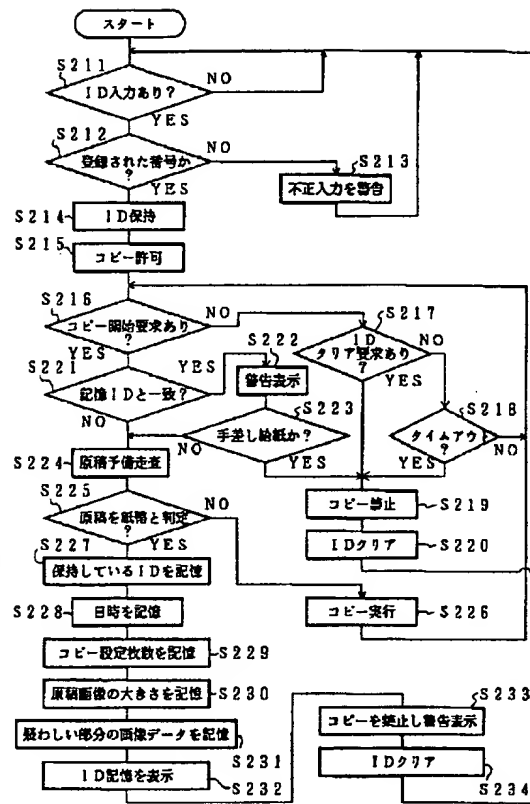 スタート
S211
ID入力あり?
NO
YES
S212
登録された番号か
?
NO
YES
S213
不正入力を警告
S214
ID保持
S215
コピー許可
S216
コピー開始要求あり
?
NO
YES
S217
ID
クリア要求あり
?
NO
YES
S218
タイムアウト
?
NO
YES
S219
コピー禁止
S220
IDクリア
S221
記憶IDと一致?
YES
NO
S222
警告表示
S223
手差し給紙か?
NO
YES
S224
原稿予備走査
S225
原稿を紙幣と判定
?
NO
YES
S226
コピー実行
S227
保持しているIDを記憶
S228
日時を記憶
コピー設定枚数を記憶
S229
原稿画像の大きさを記憶
S230
疑わしい部分の画像データを記憶
S231
ID記憶を表示
S232
S233
コピーを禁止し警告表示
IDクリア
S234